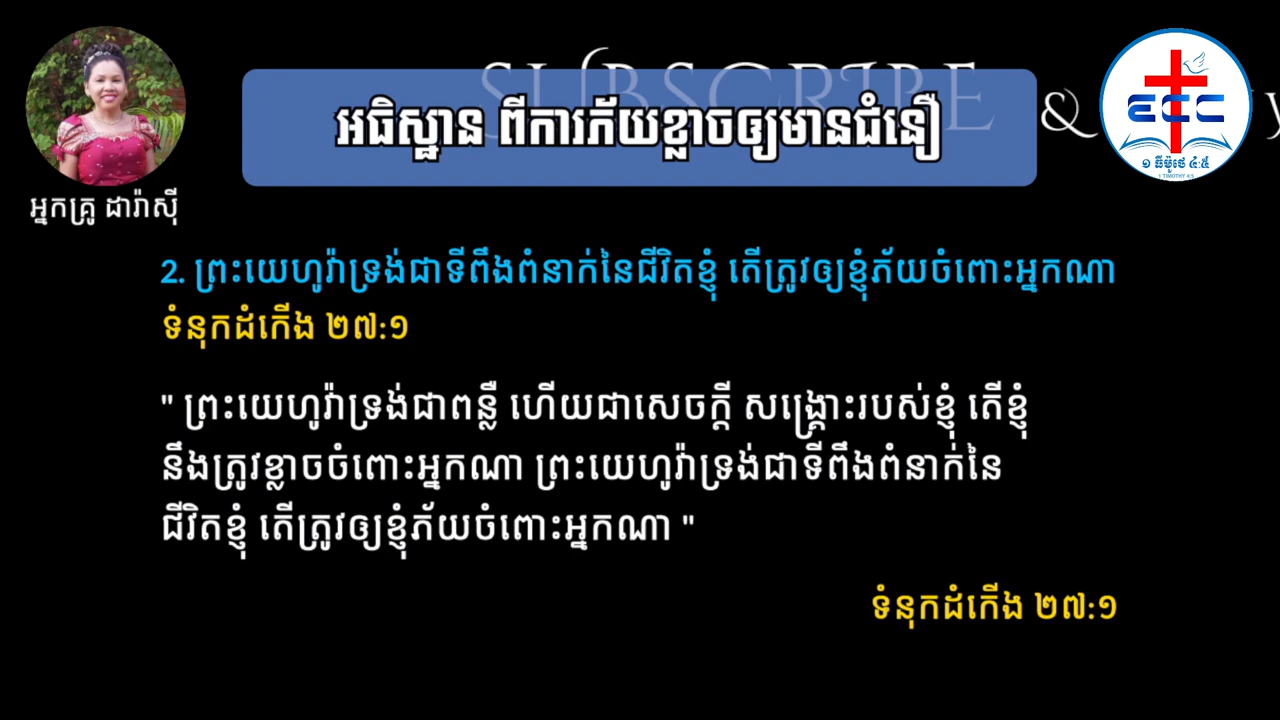 SUBSCRIBE &
អធិស្ឋាន ពីការភ័យខ្លាចឲ្យមានជំនឿ
ECC
១ ធីម៉ូថេ ៤:៥
1 TIMOTHY 4:5
អ្នកគ្រូ ដារ៉ាស៊ី
2. ព្រះយេហូវ៉ាទ្រង់ជាទីពឹងពំនាក់នៃជីវិតខ្ញុំ តើត្រូវឲ្យខ្ញុំភ័យចំពោះអ្នកណា
ទំនុកដំកើង ២៧:១
" ព្រះយេហូវ៉ាទ្រង់ជាពន្លឺ ហើយជាសេចក្ដី សង្គ្រោះរបស់ខ្ញុំ តើខ្ញុំ
នឹងត្រូវខ្លាចចំពោះអ្នកណា ព្រះយេហូវ៉ាទ្រង់ជាទីពឹងពំនាក់នៃ
ជីវិតខ្ញុំ តើត្រូវឲ្យខ្ញុំភ័យចំពោះអ្នកណា "
ទំនុកដំកើង ២៧:១